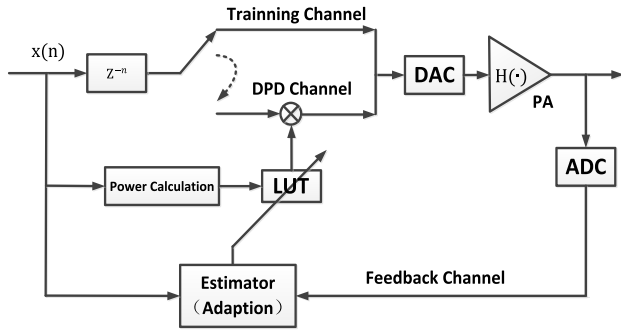 Trainning Channel
x(n)
Z⁻ⁿ
DPD Channel
DAC
H(·)
PA
ADC
Power Calculation
LUT
Estimator
（Adaption）
Feedback Channel